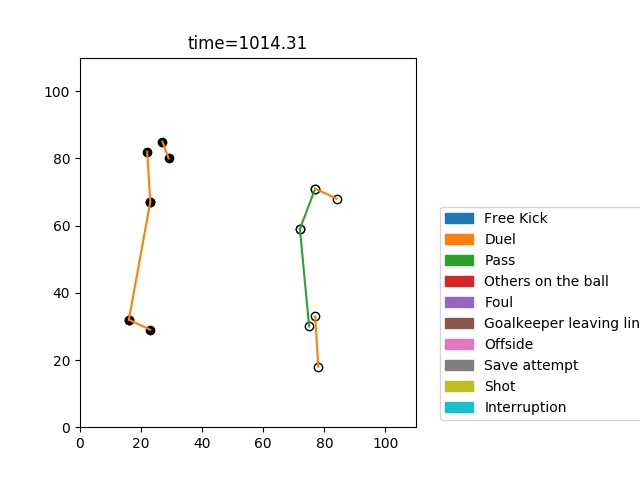 time=1014.31
100
80
60
40
20
0
0 20 40 60 80 100
Free Kick
Duel
Pass
Others on the ball
Foul
Goalkeeper leaving lin
Offside
Save attempt
Shot
Interruption